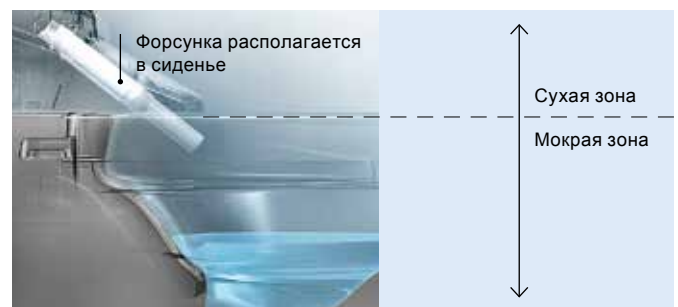 Форсунка располагается
в сиденье
Сухая зона
Мокрая зона